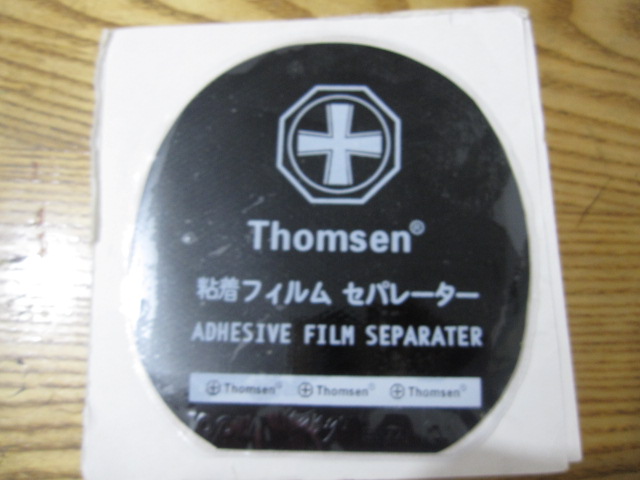 Thomsen®
粘着フィルム セパレーター
ADHESIVE FILM SEPARATER
Thomsen® Thomsen® Thomsen®